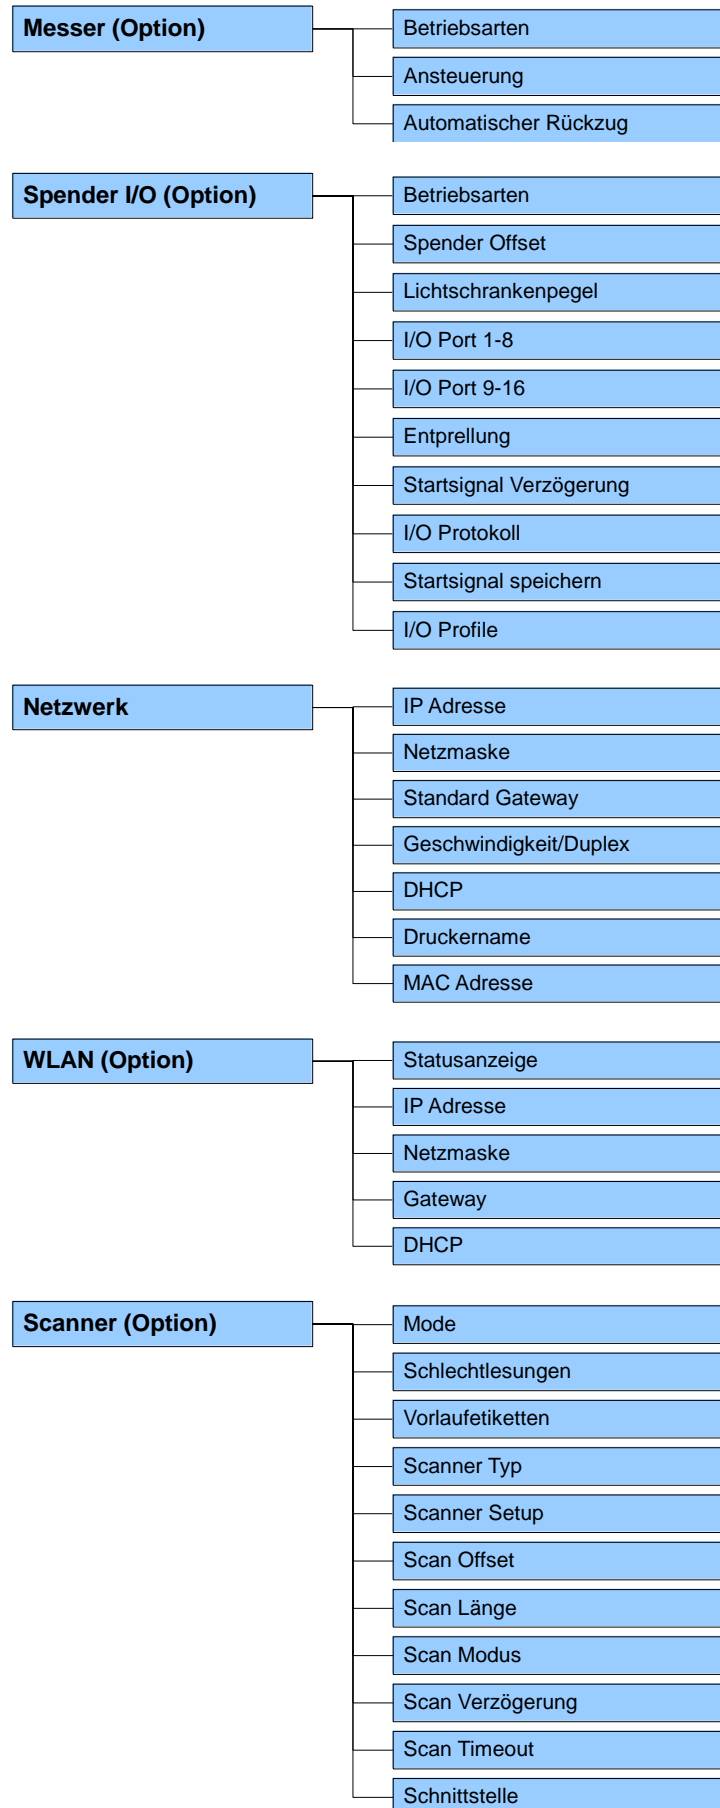 Messer (Option)
Betriebsarten
Ansteuerung
Automatischer Rückzug
Spender I/O (Option)
Betriebsarten
Spender Offset
Lichtschrankenpegel
I/O Port 1-8
I/O Port 9-16
Entprellung
Startsignal Verzögerung
I/O Protokoll
Startsignal speichern
I/O Profile
Netzwerk
IP Adresse
Netzmaske
Standard Gateway
Geschwindigkeit/Duplex
DHCP
Druckername
MAC Adresse
WLAN (Option)
Statusanzeige
IP Adresse
Netzmaske
Gateway
DHCP
Scanner (Option)
Mode
Schlechtlesungen
Vorlaufetiketten
Scanner Typ
Scanner Setup
Scan Offset
Scan Länge
Scan Modus
Scan Verzögerung
Scan Timeout
Schnittstelle